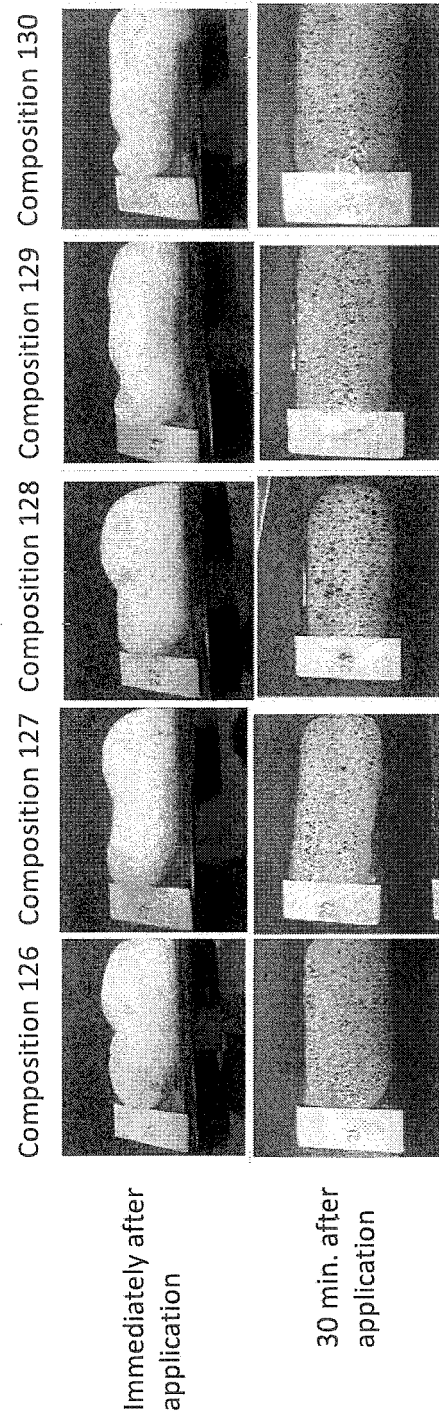 Composition 126
Composition 127
Composition 128
Composition 129
Composition 130
Immediately after
application
30 min. after
application